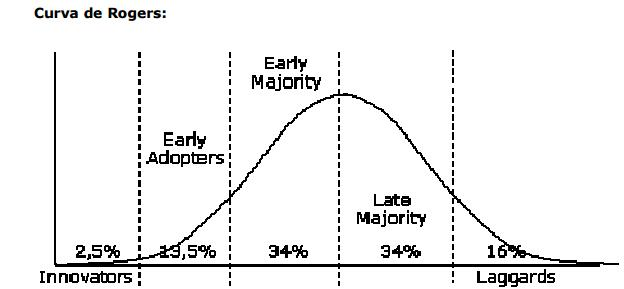 Curva de Rogers:
Early
Majority
Early
Adopters
Late
Majority
2,5% 13,5% 34% 34% 16%
Innovators Laggards